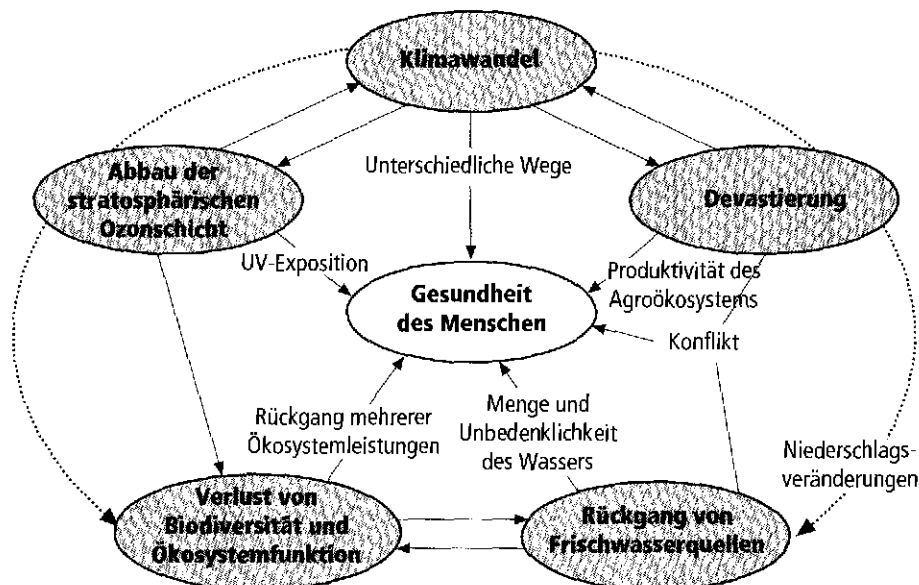 Klimawandel
Unterschiedliche Wege
Abbau der
stratosphärischen
Ozonschicht
Devastierung
UV-Exposition
Produktivität des
Agroökosystems
Gesundheit
des Menschen
Konflikt
Rückgang mehrerer
Ökosystemleistungen
Menge und
Unbedenklichkeit
des Wassers
Niederschlags-
veränderungen
Verlust von
Biodiversität und
Ökosystemfunktion
Rückgang von
Frischwasserquellen